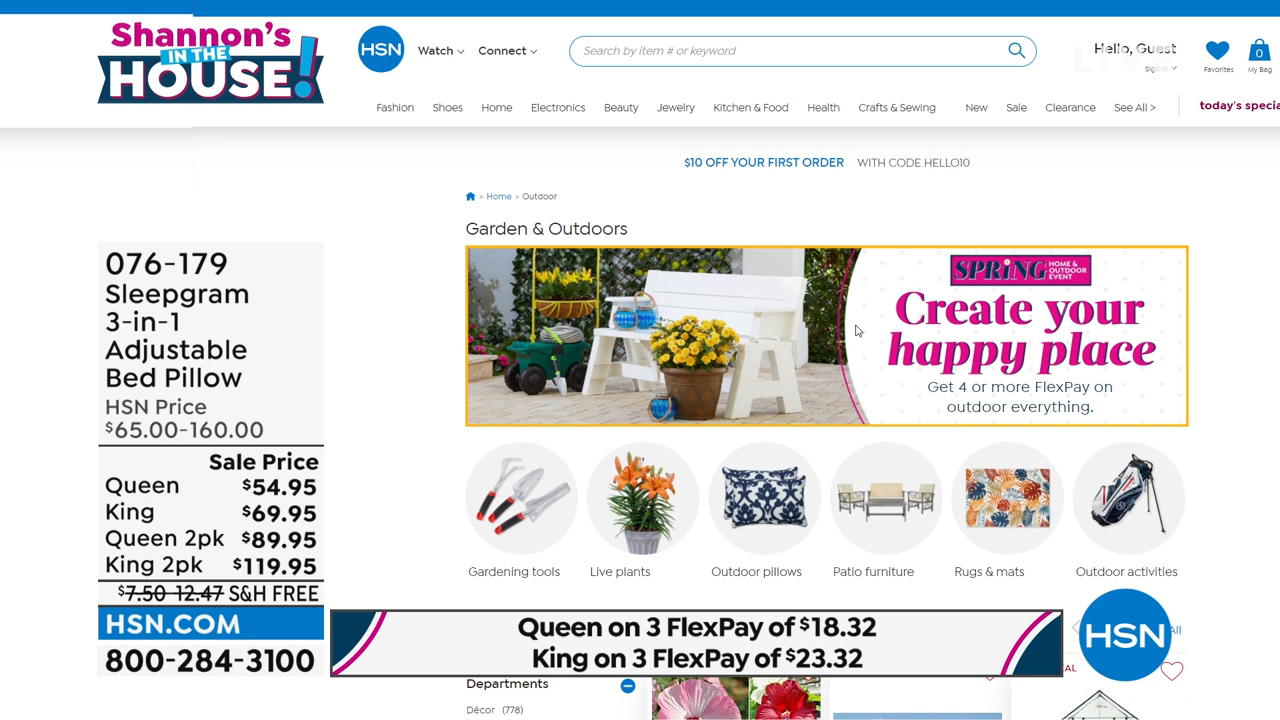 Shannon's
IN THE
HOUSE!
HSN
Watch
Connect
Search by item # or keyword
Hello, Guest
Sign In
Favorites
0
My Bag
Fashion
Shoes
Home
Electronics
Beauty
Jewelry
Kitchen & Food
Health
Crafts & Sewing
New
Sale
Clearance
See All >
today's specia
$10 OFF YOUR FIRST ORDER WITH CODE HELLO10
> Home > Outdoor
Garden & Outdoors
SPRiNG HOME & OUTDOOR EVENT
Create your
happy place
Get 4 or more FlexPay on
outdoor everything.
Gardening tools
Live plants
Outdoor pillows
Patio furniture
Rugs & mats
Outdoor activities
076-179
Sleepgram
3-in-1
Adjustable
Bed Pillow
HSN Price
$65.00-160.00
Sale Price
Queen $54.95
King $69.95
Queen 2pk $89.95
King 2pk $119.95
$7.50-12.47 S&H FREE
HSN.COM
800-284-3100
Queen on 3 FlexPay of $18.32
King on 3 FlexPay of $23.32
HSN
All
Departments
Décor (778)